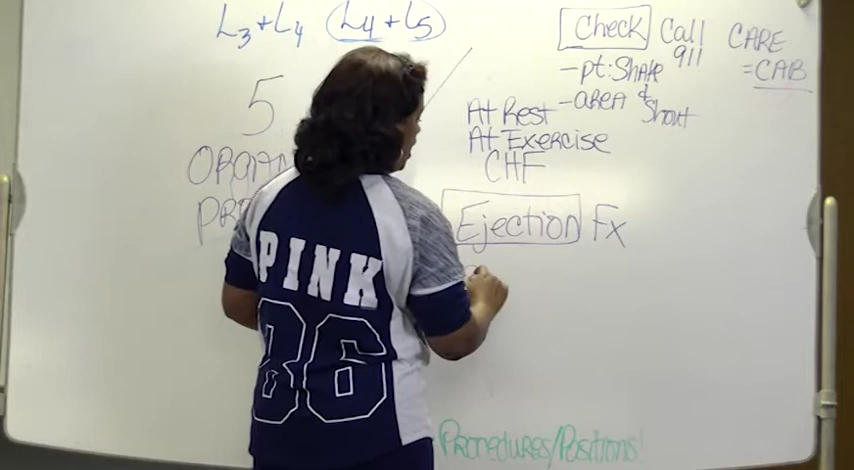 L3 + L4 (L4 + L5)
Check Call 911 CARE
- pt: Shake = CAB
- area & Shout
5
At Rest
At Exercise
CHF
Ejection Fx
PINK
86
Procedures/Positions!